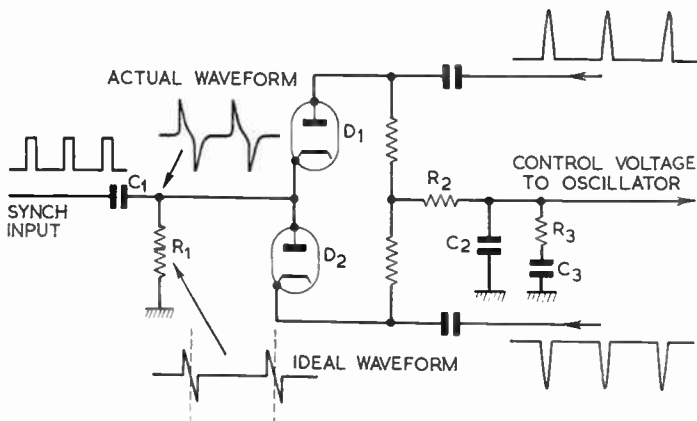 ACTUAL WAVEFORM
D1
C1
SYNCH
INPUT
R1
D2
R2
CONTROL VOLTAGE
TO OSCILLATOR
C2
R3
C3
IDEAL WAVEFORM